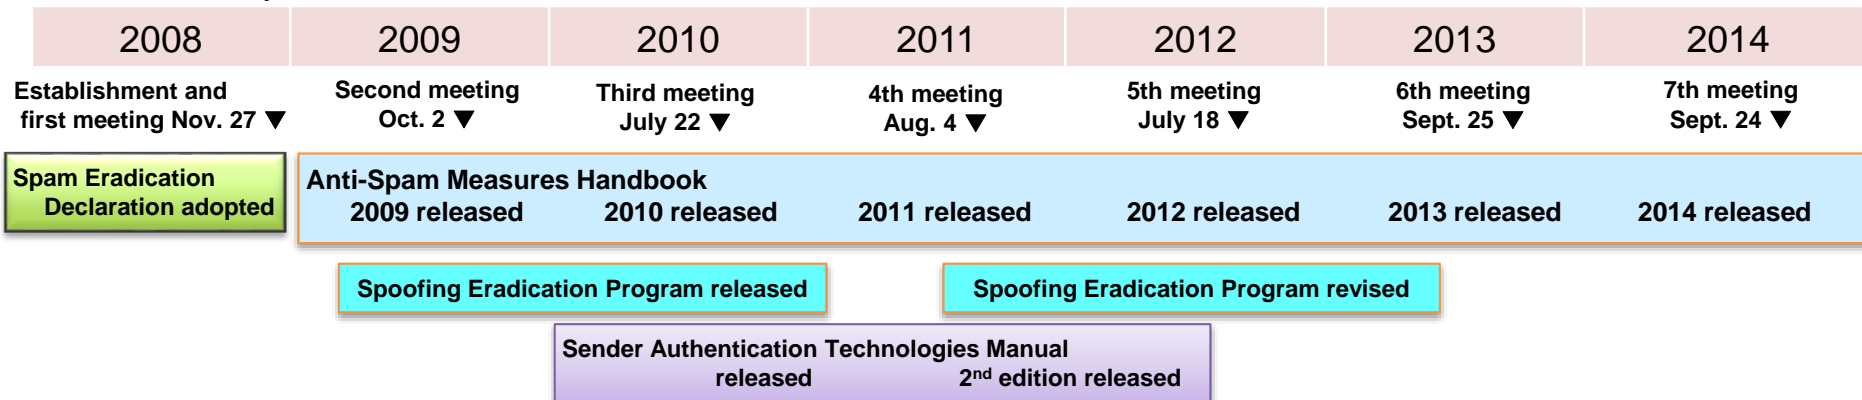 2008 2009 2010 2011 2012 2013 2014
Establishment and
first meeting Nov. 27 ▼
Second meeting
Oct. 2 ▼
Third meeting
July 22 ▼
4th meeting
Aug. 4 ▼
5th meeting
July 18 ▼
6th meeting
Sept. 25 ▼
7th meeting
Sept. 24 ▼
Spam Eradication
Declaration adopted
Anti-Spam Measures Handbook
2009 released 2010 released 2011 released 2012 released 2013 released 2014 released
Spoofing Eradication Program released
Spoofing Eradication Program revised
Sender Authentication Technologies Manual
released 2nd edition released